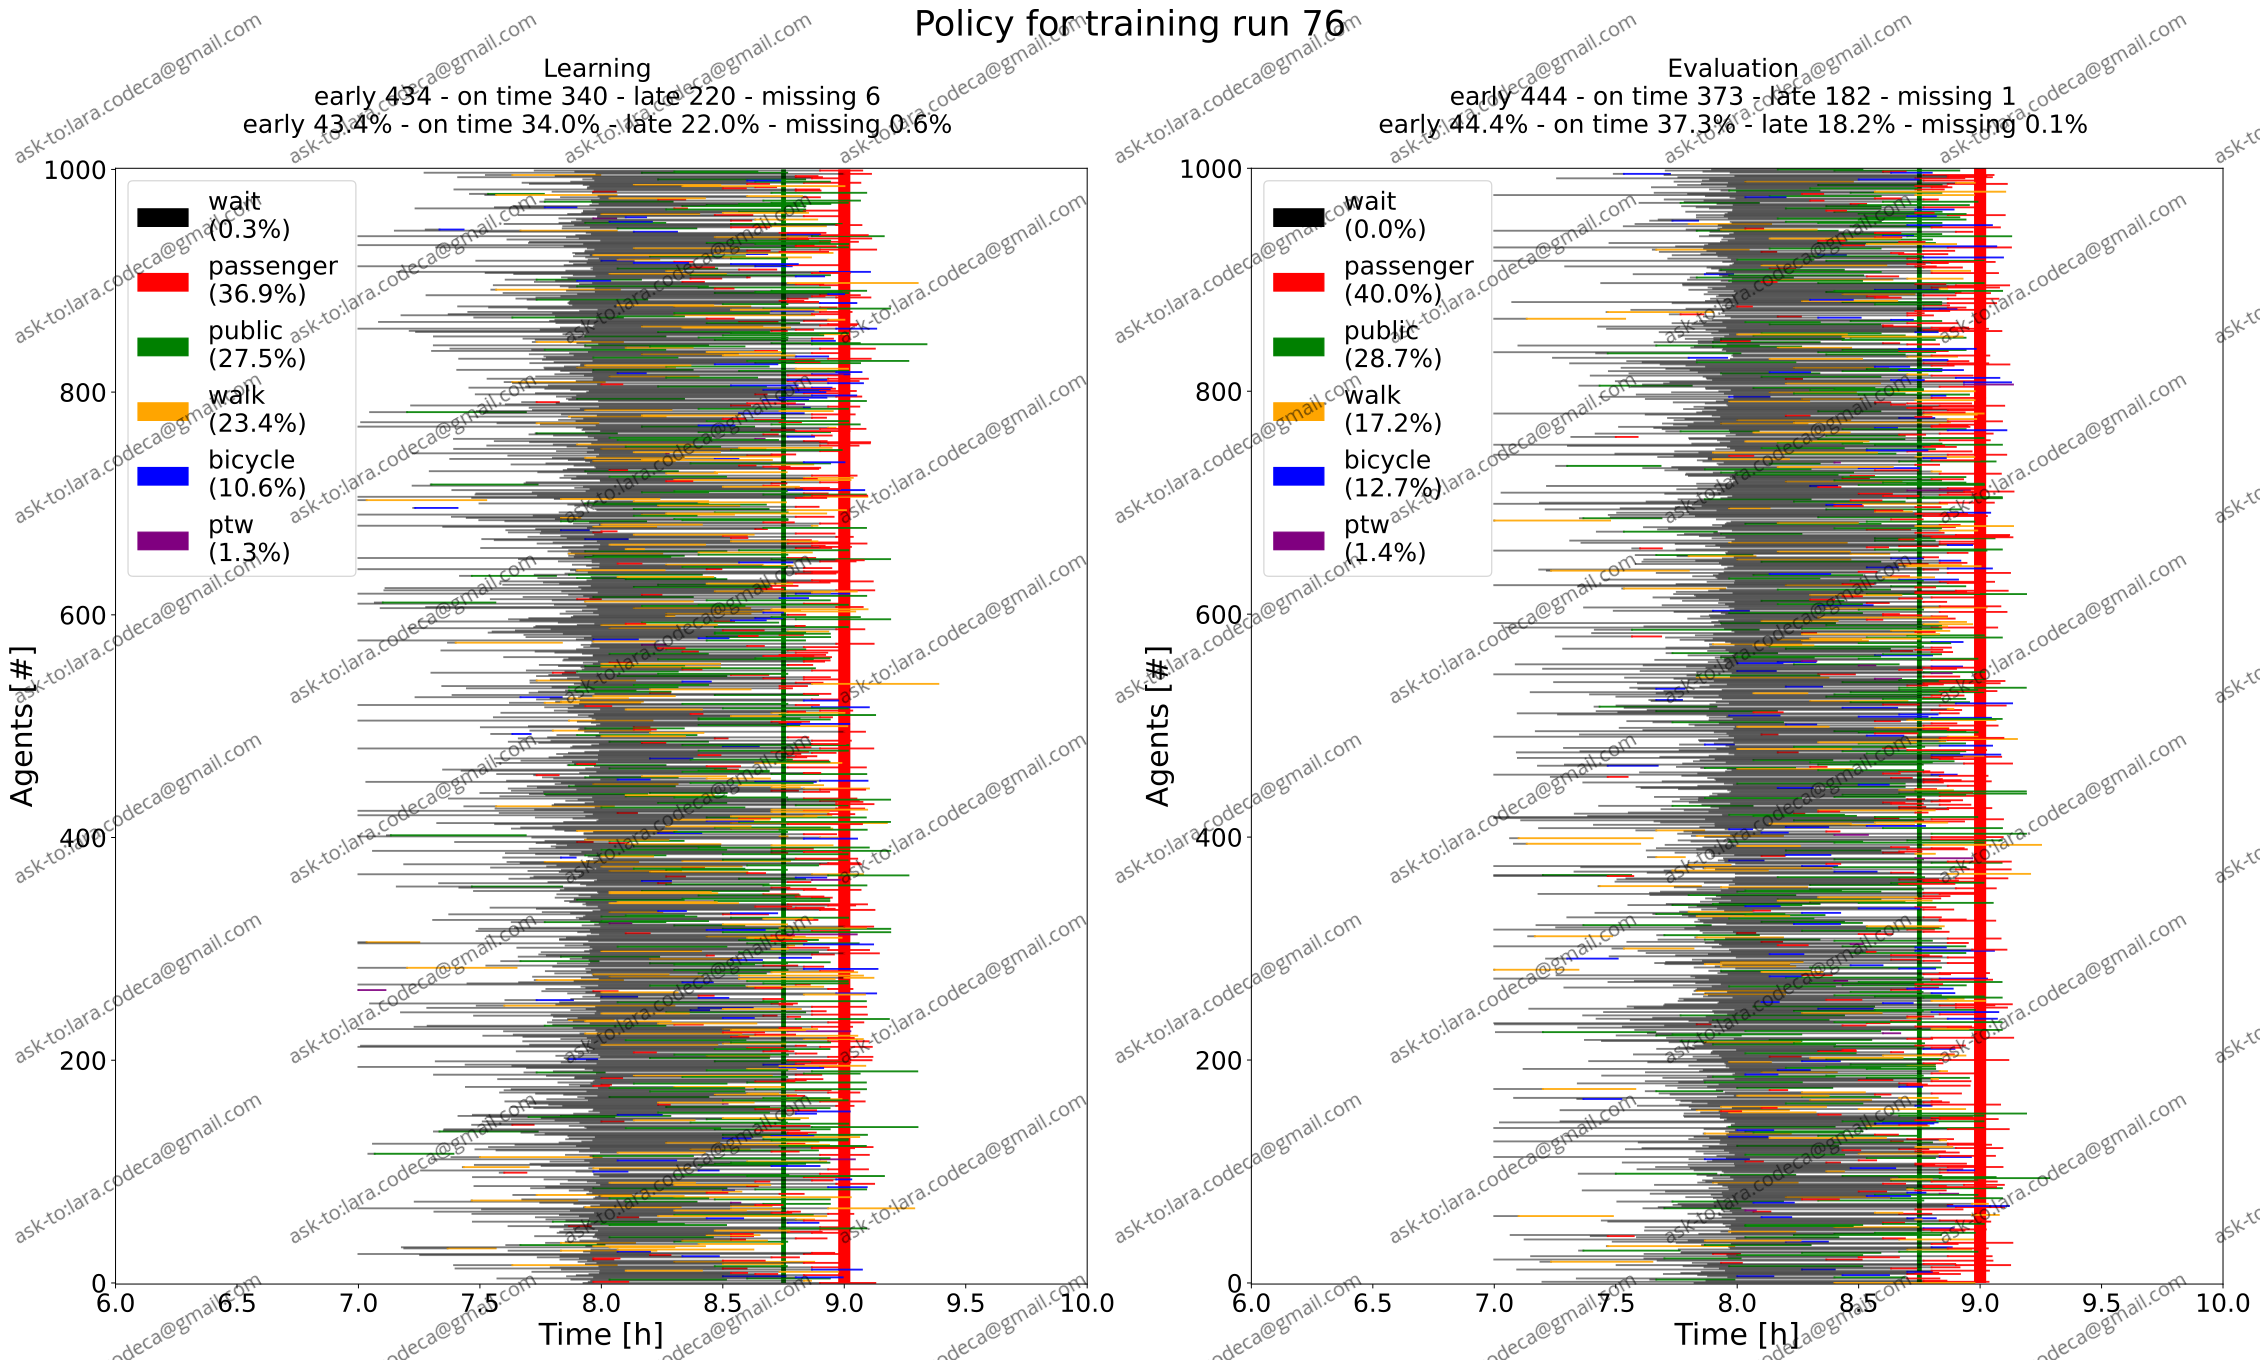 Policy for training run 76
Learning
early 434 - on time 340 - late 220 - missing 6
early 43.4% - on time 34.0% - late 22.0% - missing 0.6%
1000
800
600
400
200
0
Agents [#]
wait
(0.3%)
passenger
(36.9%)
public
(27.5%)
walk
(23.4%)
bicycle
(10.6%)
ptw
(1.3%)
6.0 6.5 7.0 7.5 8.0 8.5 9.0 9.5 10.0
Time [h]
Evaluation
early 444 - on time 373 - late 182 - missing 1
early 44.4% - on time 37.3% - late 18.2% - missing 0.1%
1000
800
600
400
200
0
Agents [#]
wait
(0.0%)
passenger
(40.0%)
public
(28.7%)
walk
(17.2%)
bicycle
(12.7%)
ptw
(1.4%)
6.0 6.5 7.0 7.5 8.0 8.5 9.0 9.5 10.0
Time [h]
ask-to:lara.codeca@gmail.com